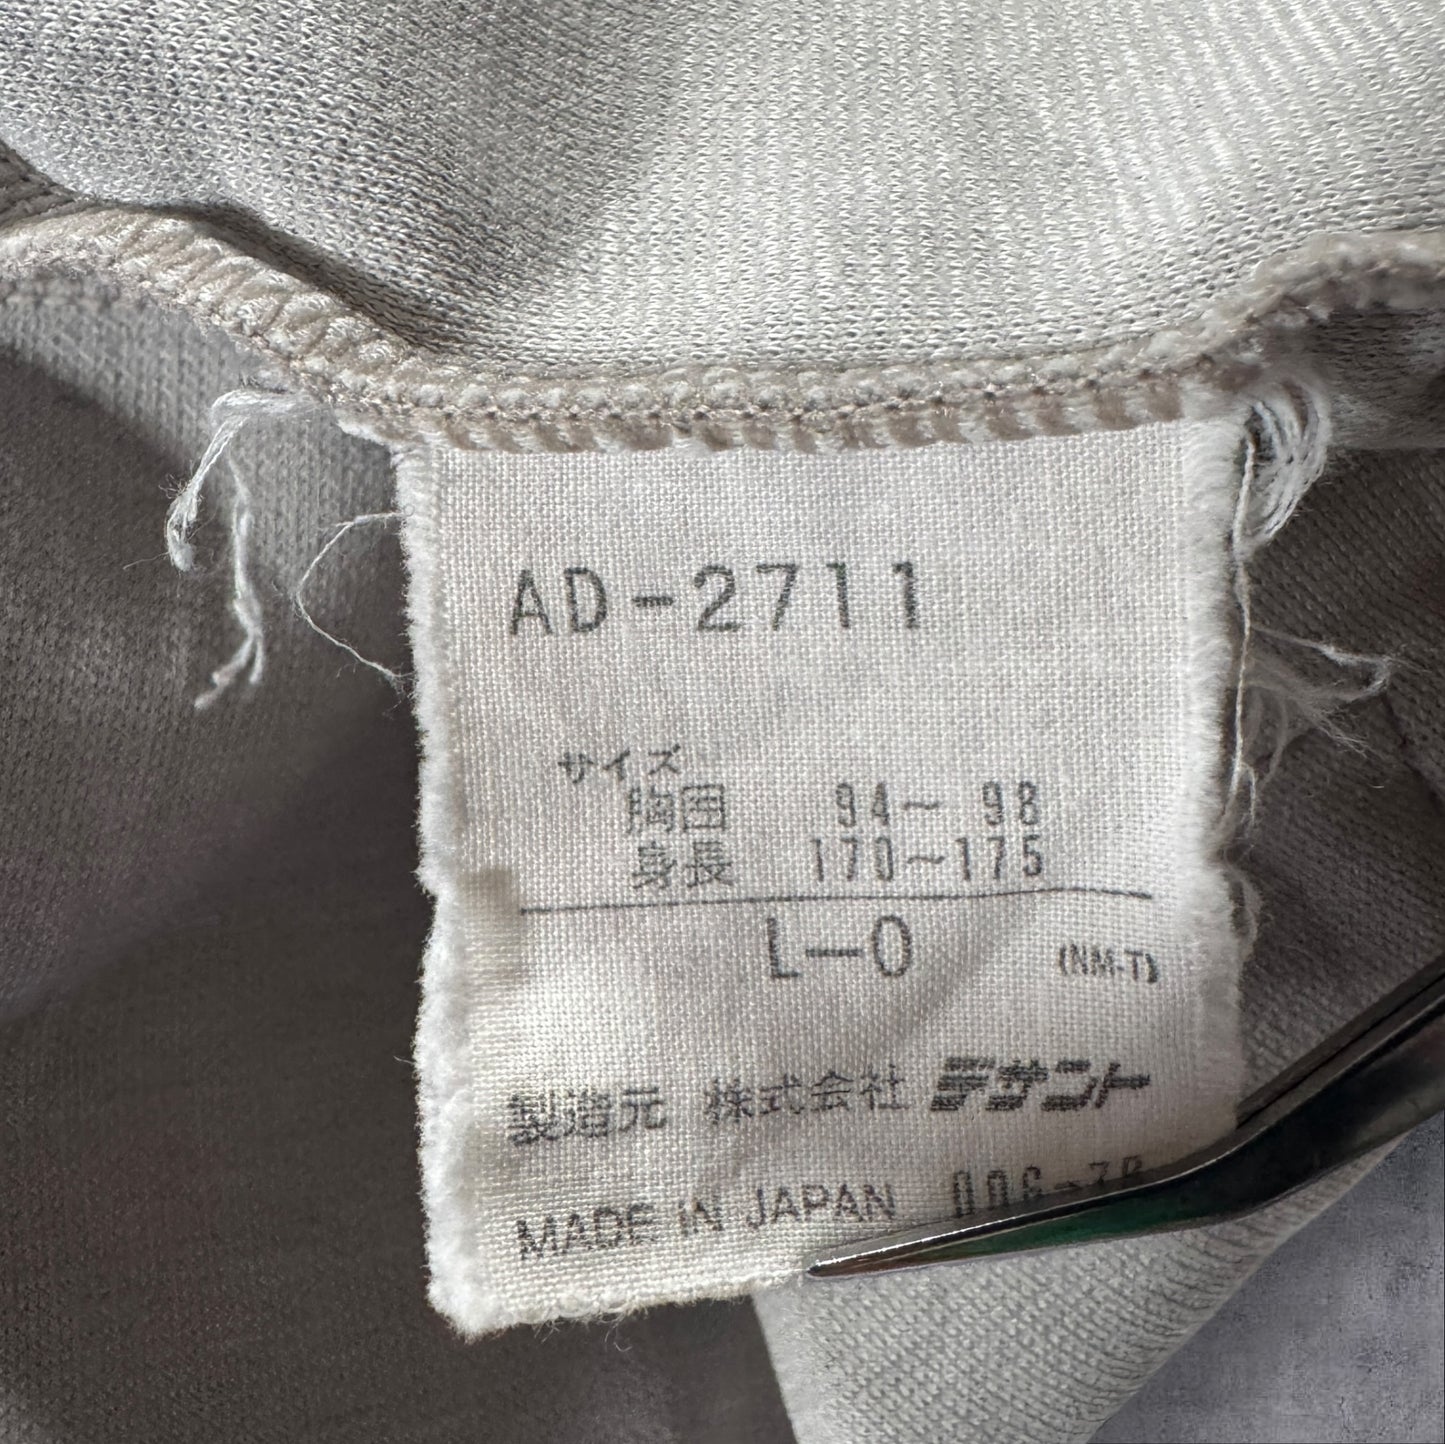 AD-2711
サイズ
胸囲 94~98
身長 170~175
L-O (NM-T)
製造元 株式会社 デサント
MADE IN JAPAN